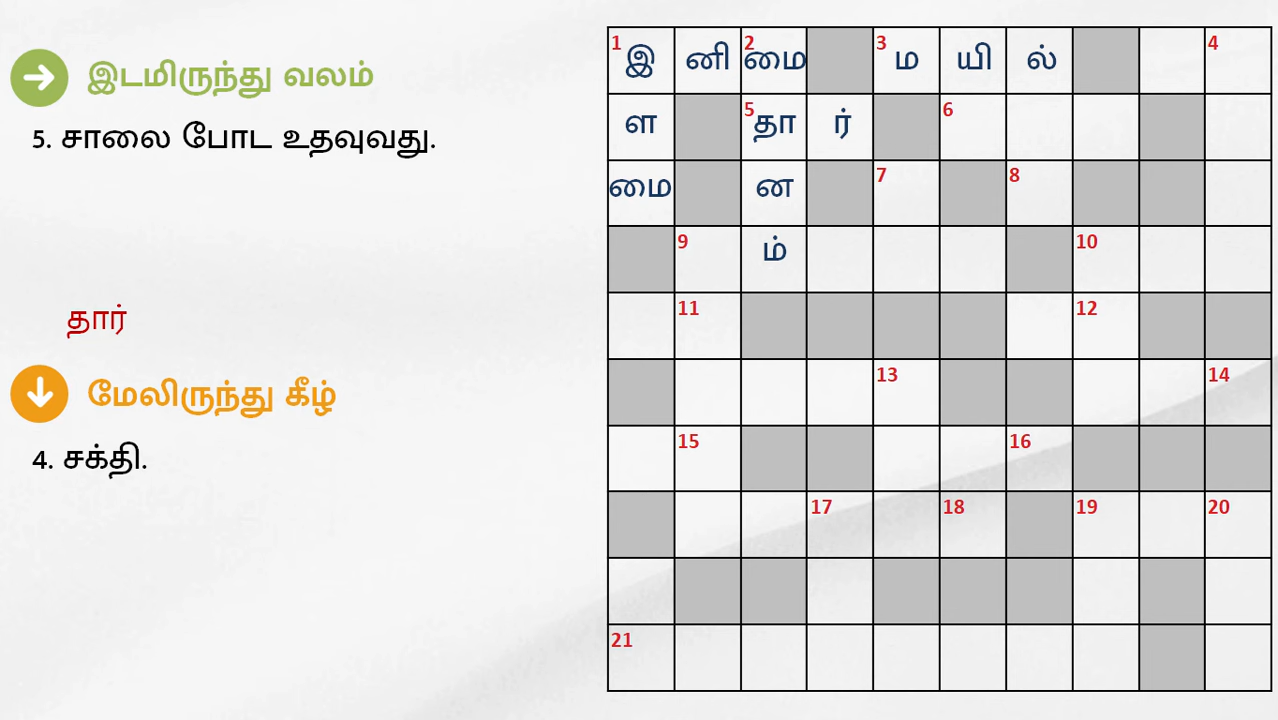 இடமிருந்து வலம்
5. சாலை போட உதவுவது.
தார்
மேலிருந்து கீழ்
4. சக்தி.
1 இ னி 2 மை 3 ம யி ல் 4
ள 5 தா ர் 6
மை ன 7 8
9 ம் 10
11 12
13 14
15 16
17 18 19 20
21